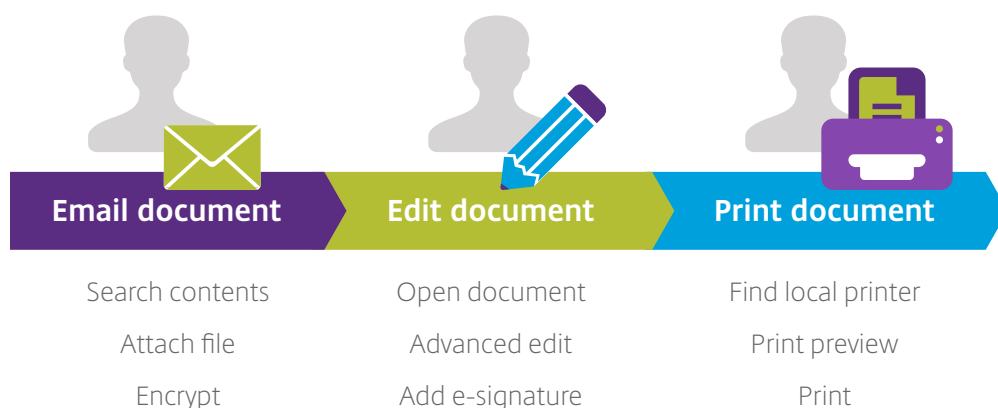 Email document
Edit document
Print document
Search contents
Open document
Find local printer
Attach file
Advanced edit
Print preview
Encrypt
Add e-signature
Print